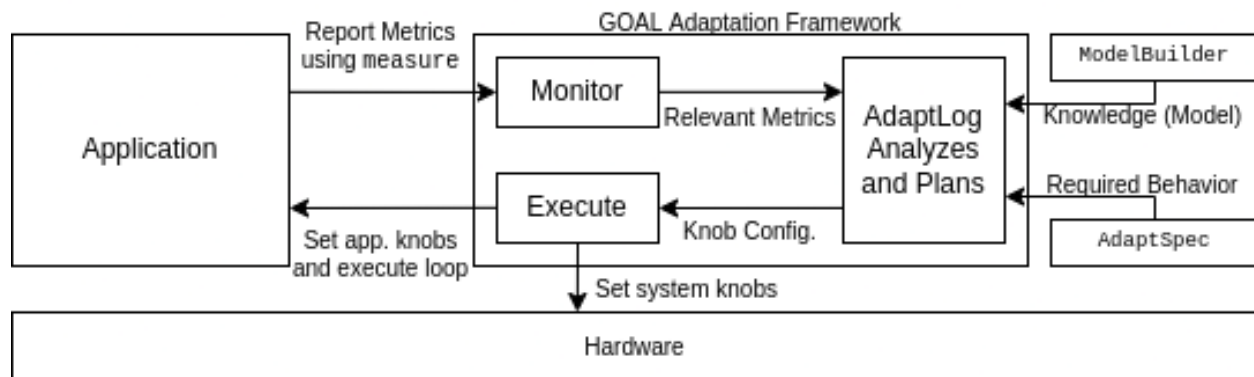 GOAL Adaptation Framework
Report Metrics
using measure
Application
Monitor
Relevant Metrics
AdaptLog
Analyzes
and Plans
ModelBuilder
Knowledge (Model)
Required Behavior
AdaptSpec
Execute
Knob Config.
Set app. knobs
and execute loop
Set system knobs
Hardware